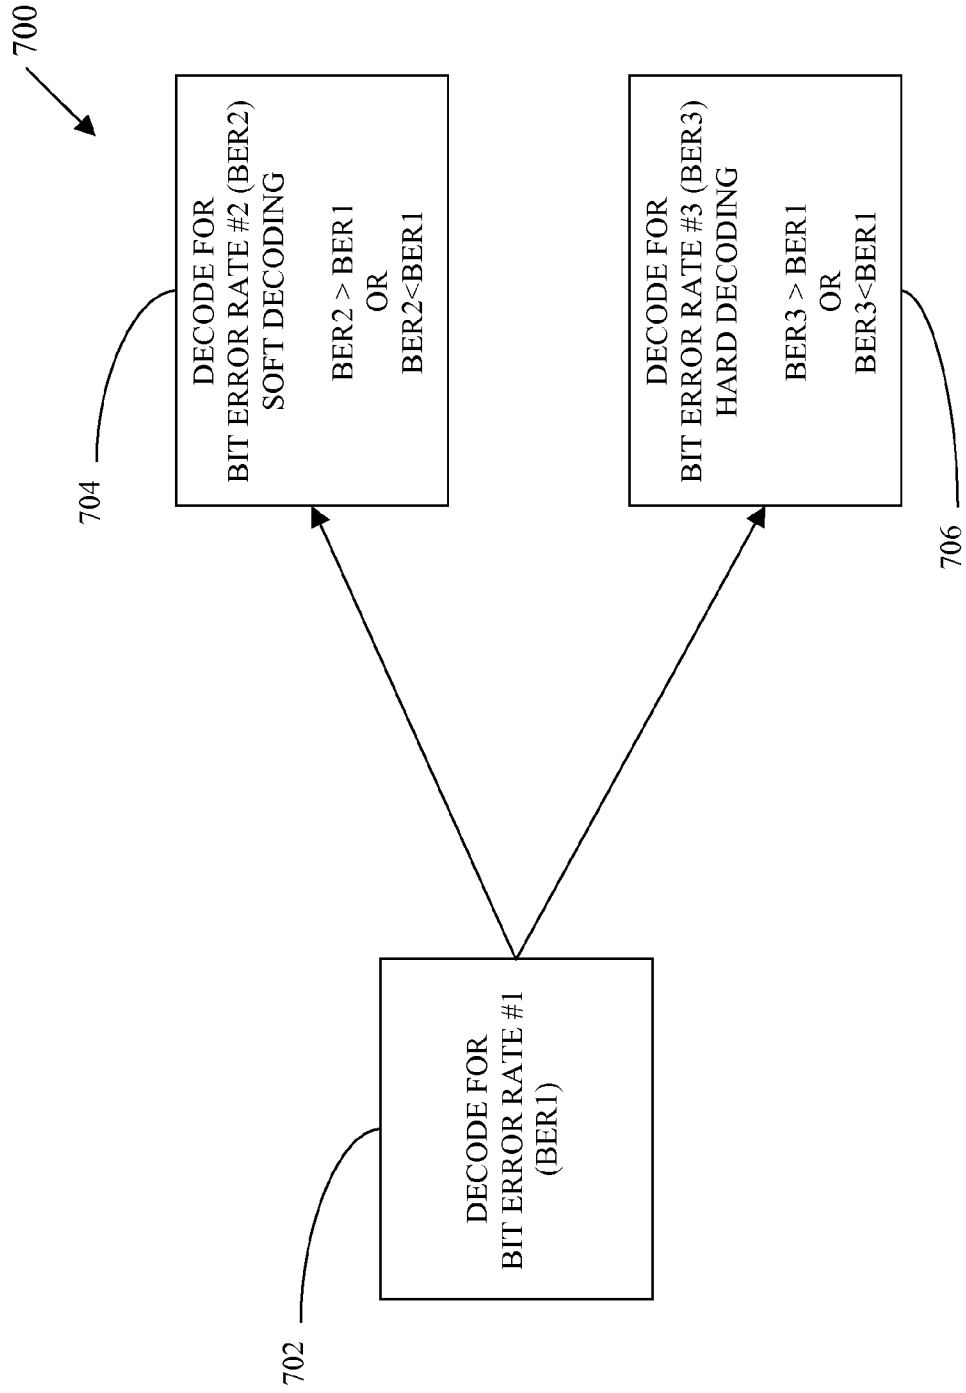 700
702
DECODE FOR
BIT ERROR RATE #1
(BER1)
704
DECODE FOR
BIT ERROR RATE #2 (BER2)
SOFT DECODING
BER2 > BER1
OR
BER2<BER1
DECODE FOR
BIT ERROR RATE #3 (BER3)
HARD DECODING
BER3 > BER1
OR
BER3<BER1
706